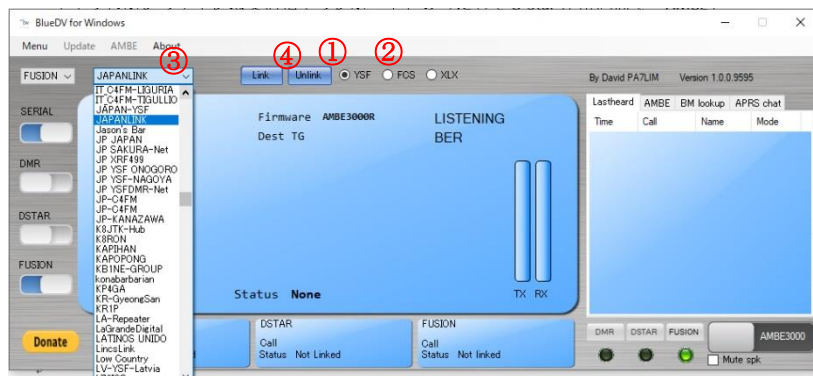 BlueDV for Windows
Menu Update AMBE About
③ ④ ① ②
FUSION JAPANLINK Link Unlink YSF FCS XLX By David PA7LIM Version 1.0.0.9595
IT C4FM-LIGURIA
IT C4FM-TIGULLIO
JAPAN-YSF
JAPANLINK
Jason's Bar
JP JAPAN
JP SAKURA-Net
JP XRF499
JP YSF ONOGORO
JP YSF-NAGOYA
JP YSFDMR-Net
JP-C4FM
JP-C4FM
JP-KANAZAWA
K8JTK-Hub
K8RON
KAPIHAN
KAPOPONG
KB1NE-GROUP
konabarbarian
KP4GA
KR-GyeongSan
KR1P
LA-Repeater
LaGrandeDigital
LATINOS UNIDO
LincsLink
Low Country
LV-YSF-Latvia
SERIAL
DMR
DSTAR
FUSION
Donate
Firmware AMBE3000R LISTENING
Dest TG BER
Status None TX RX
Lastheard AMBE BM lookup APRS chat
Time Call Name Mode
DSTAR
Call
Status Not Linked
FUSION
Call
Status Not linked
DMR DSTAR FUSION AMBE3000
Mute spk